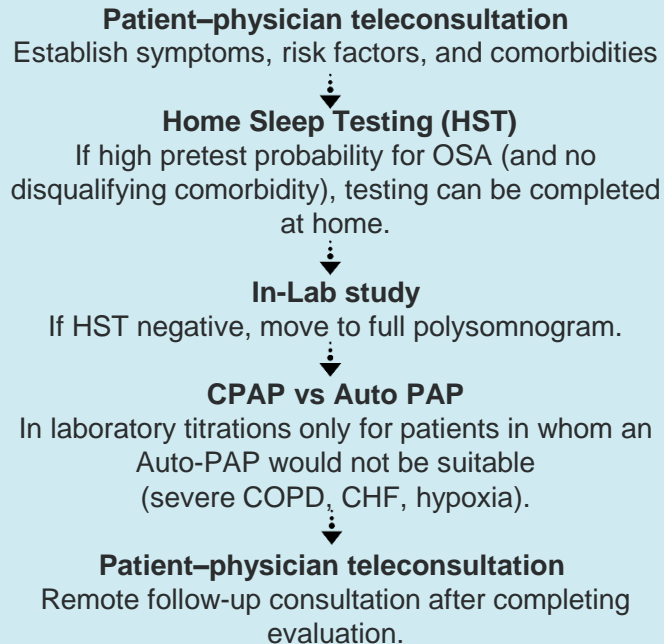 Patient–physician teleconsultation
Establish symptoms, risk factors, and comorbidities
Home Sleep Testing (HST)
If high pretest probability for OSA (and no
disqualifying comorbidity), testing can be completed
at home.
In-Lab study
If HST negative, move to full polysomnogram.
CPAP vs Auto PAP
In laboratory titrations only for patients in whom an
Auto-PAP would not be suitable
(severe COPD, CHF, hypoxia).
Patient–physician teleconsultation
Remote follow-up consultation after completing
evaluation.